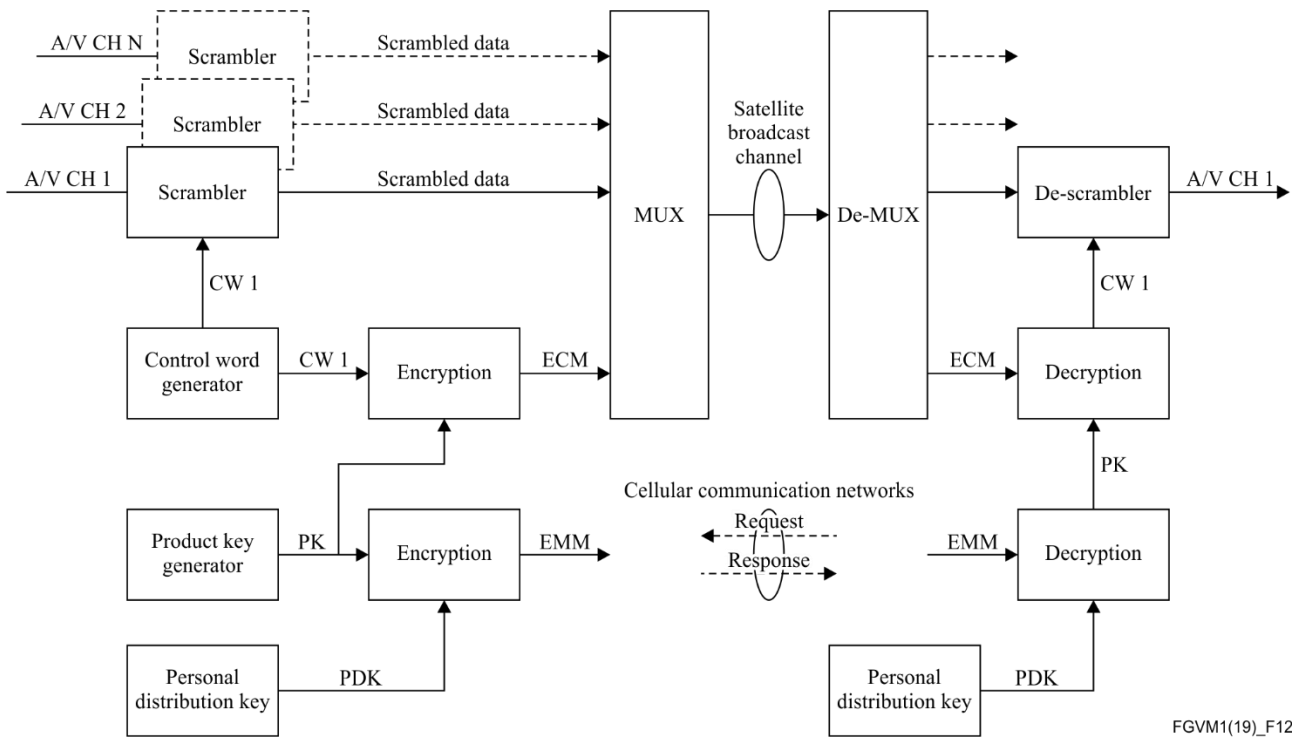 A/V CH N
Scrambler
Scrambled data
A/V CH 2
Scrambler
Scrambled data
A/V CH 1
Scrambler
Scrambled data
MUX
Satellite
broadcast
channel
De-MUX
De-scrambler
A/V CH 1
CW 1
CW 1
Control word
generator
CW 1
Encryption
ECM
ECM
Decryption
PK
Cellular communication networks
Request
Response
Product key
generator
PK
Encryption
EMM
EMM
Decryption
Personal
distribution key
PDK
Personal
distribution key
PDK
FGVM1(19)_F12